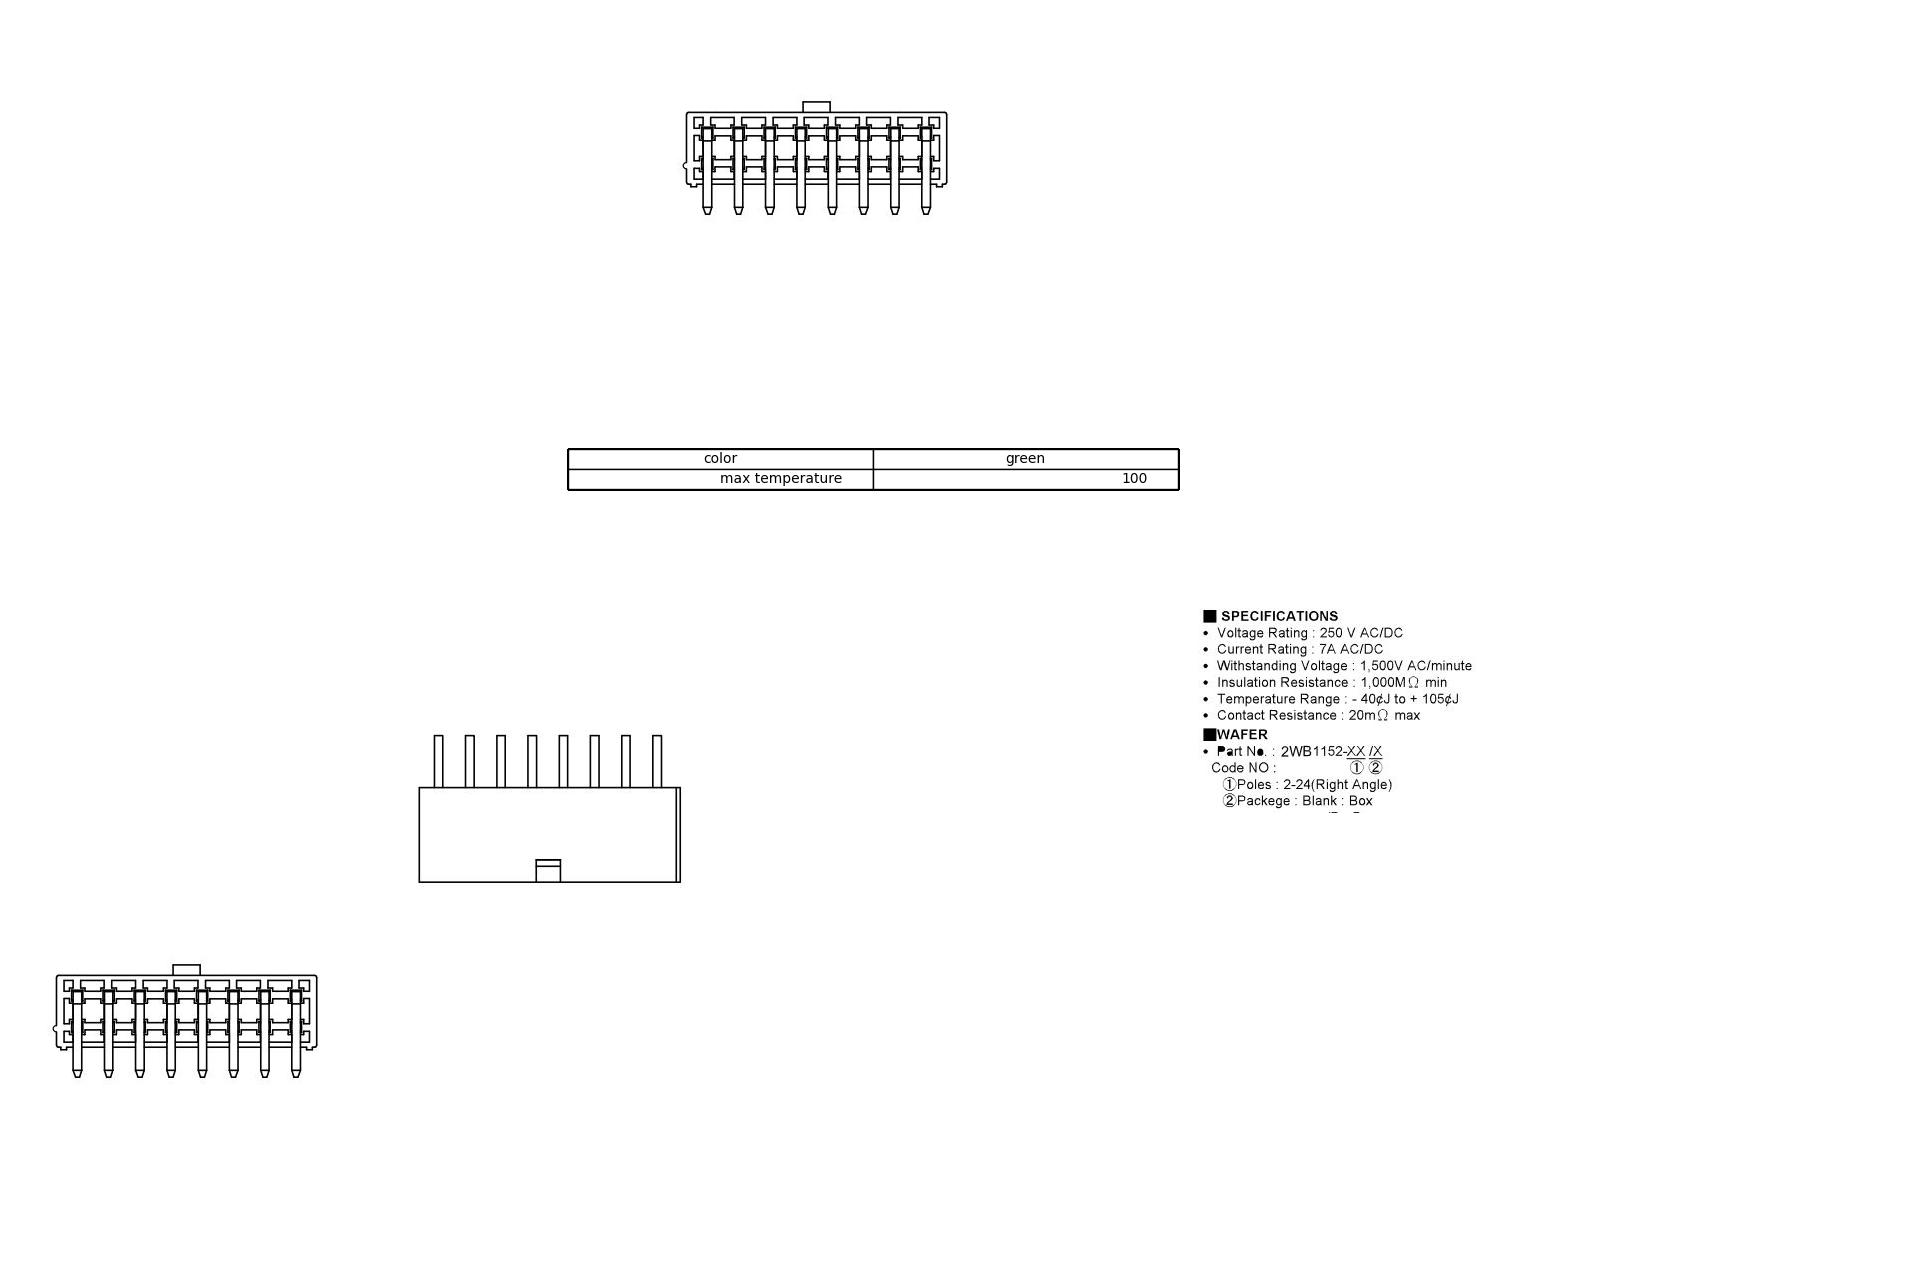 color green
max temperature 100
■ SPECIFICATIONS
• Voltage Rating : 250 V AC/DC
• Current Rating : 7A AC/DC
• Withstanding Voltage : 1,500V AC/minute
• Insulation Resistance : 1,000MΩ min
• Temperature Range : - 40¢J to + 105¢J
• Contact Resistance : 20mΩ max
■WAFER
• Part No. : 2WB1152-XX /X
Code NO : ① ②
①Poles : 2-24(Right Angle)
②Packege : Blank : Box